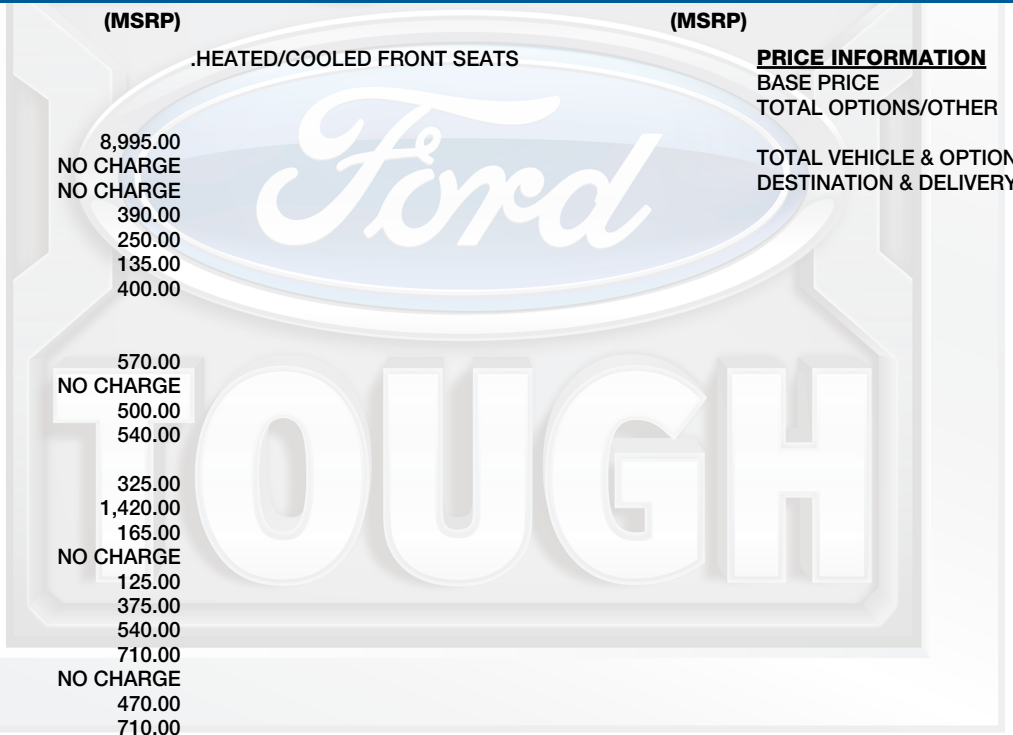 (MSRP)
8,995.00
NO CHARGE
NO CHARGE
390.00
250.00
135.00
400.00
570.00
NO CHARGE
500.00
540.00
325.00
1,420.00
165.00
NO CHARGE
125.00
375.00
540.00
710.00
NO CHARGE
470.00
710.00
(MSRP)
.HEATED/COOLED FRONT SEATS
PRICE INFORMATION
BASE PRICE
TOTAL OPTIONS/OTHER
TOTAL VEHICLE & OPTION
DESTINATION & DELIVERY
Ford
TOUGH